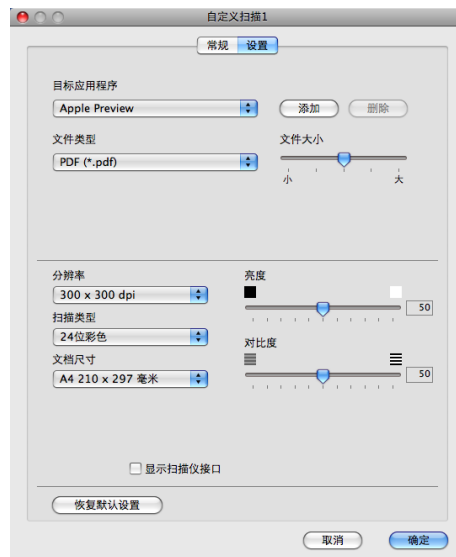 自定义扫描1
常规 设置
目标应用程序
Apple Preview 添加 删除
文件类型 文件大小
PDF (*.pdf)
小 大
分辨率 亮度
300 x 300 dpi
50
扫描类型
24位彩色 对比度
文档尺寸
A4 210 x 297 毫米 50
显示扫描仪接口
恢复默认设置
取消 确定